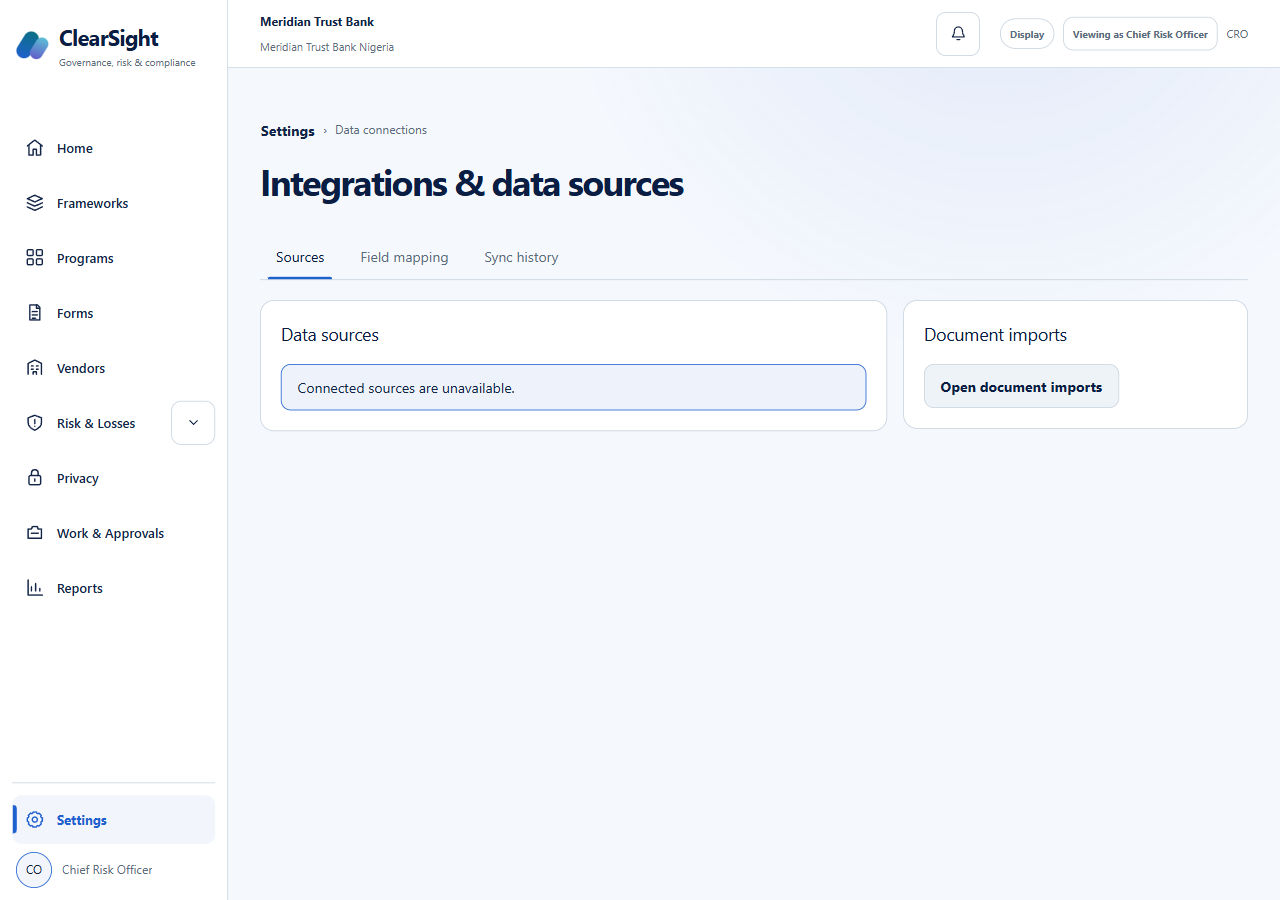 ClearSight
Governance, risk & compliance
Home
Frameworks
Programs
Forms
Vendors
Risk & Losses
Privacy
Work & Approvals
Reports
Settings
CO
Chief Risk Officer
Meridian Trust Bank
Meridian Trust Bank Nigeria
Display
Viewing as Chief Risk Officer
CRO
Settings › Data connections
Integrations & data sources
Sources
Field mapping
Sync history
Data sources
Connected sources are unavailable.
Document imports
Open document imports